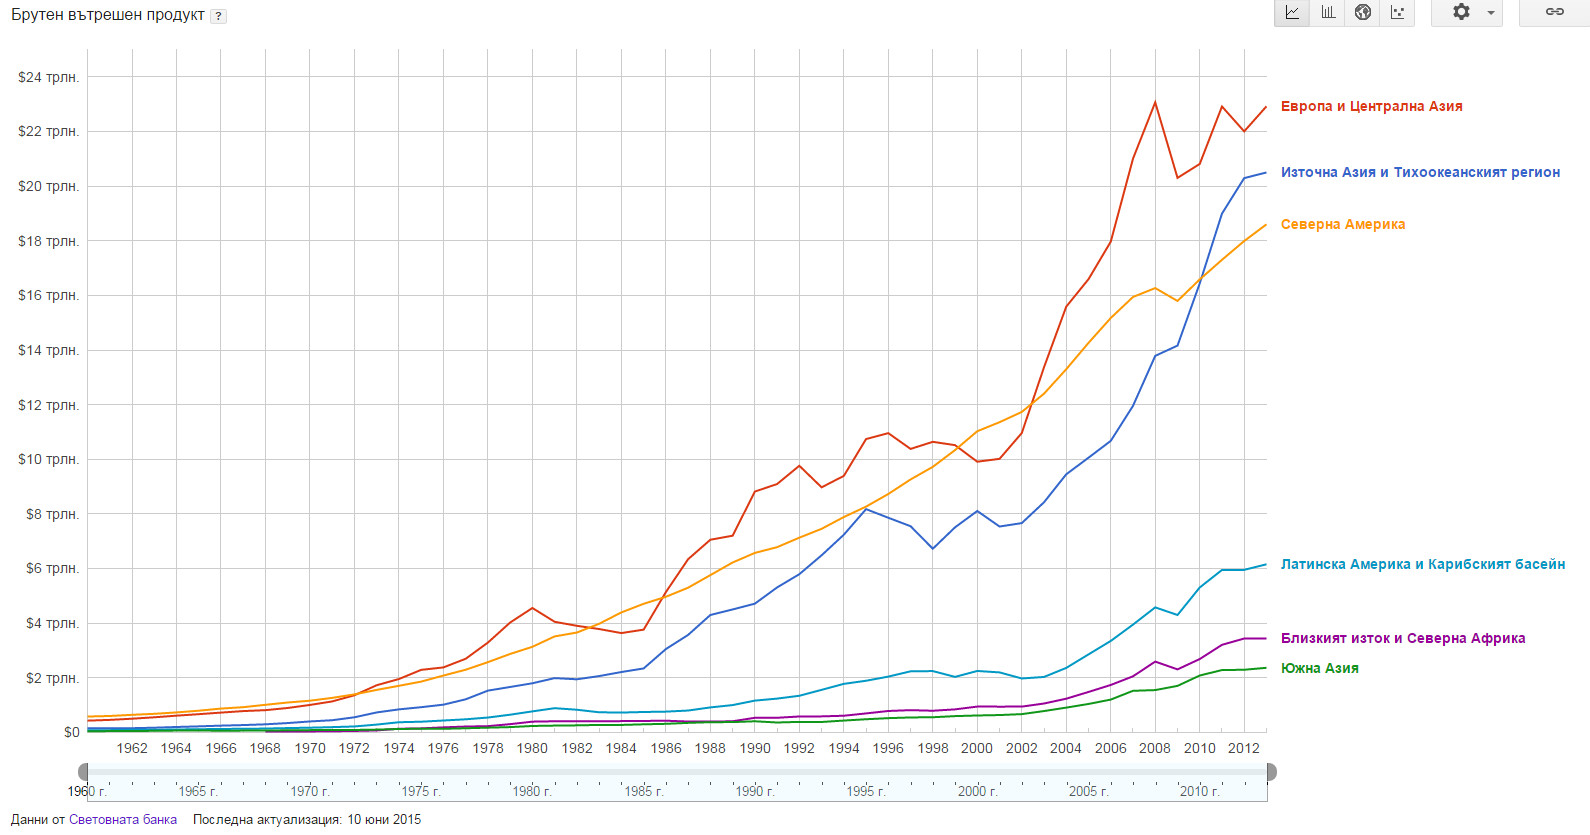 Брутен вътрешен продукт ?
$24 трлн.
$22 трлн.
$20 трлн.
$18 трлн.
$16 трлн.
$14 трлн.
$12 трлн.
$10 трлн.
$8 трлн.
$6 трлн.
$4 трлн.
$2 трлн.
$0
Европа и Централна Азия
Източна Азия и Тихоокеанският регион
Северна Америка
Латинска Америка и Карибският басейн
Близкият изток и Северна Африка
Южна Азия
1962 1964 1966 1968 1970 1972 1974 1976 1978 1980 1982 1984 1986 1988 1990 1992 1994 1996 1998 2000 2002 2004 2006 2008 2010 2012
1960 г. 1965 г. 1970 г. 1975 г. 1980 г. 1985 г. 1990 г. 1995 г. 2000 г. 2005 г. 2010 г.
Данни от Световната банка Последна актуализация: 10 юни 2015